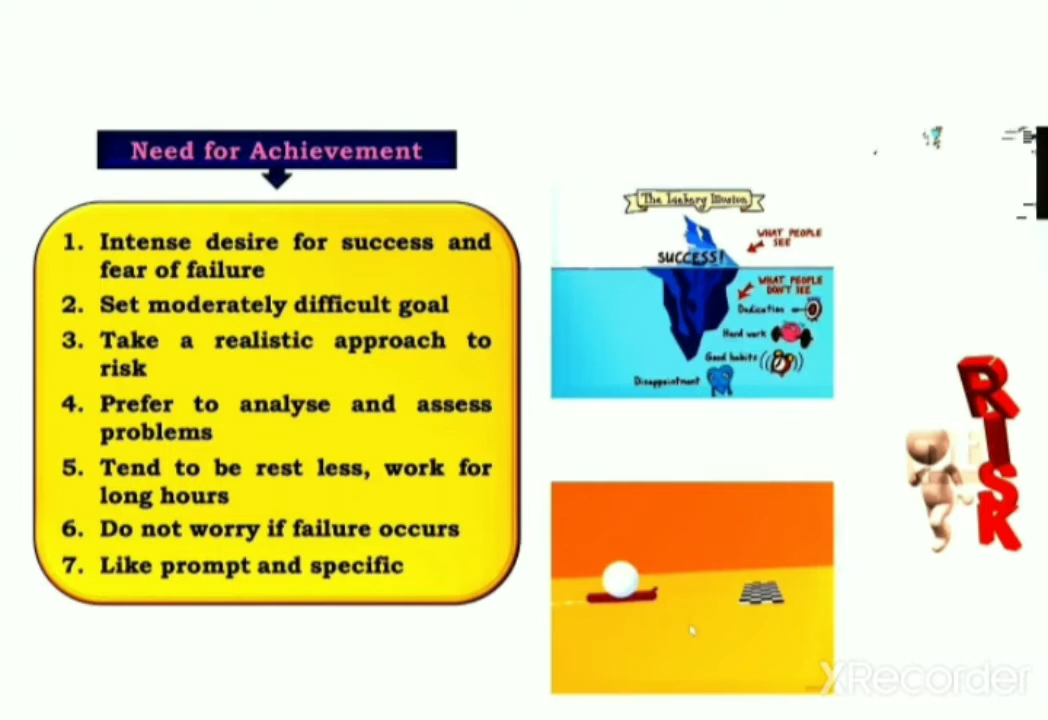 Need for Achievement
1. Intense desire for success and
fear of failure
2. Set moderately difficult goal
3. Take a realistic approach to
risk
4. Prefer to analyse and assess
problems
5. Tend to be rest less, work for
long hours
6. Do not worry if failure occurs
7. Like prompt and specific
The Iceberg Illusion
WHAT PEOPLE
SEE
SUCCESS!
WHAT PEOPLE
DON'T SEE
Dedication
Hard work
Good habits
Disappointment
RISK
XRecorder